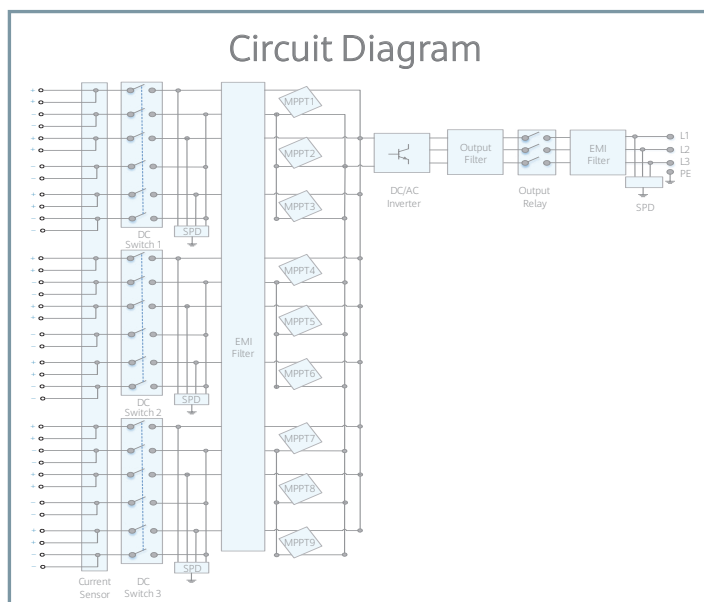 Circuit Diagram
MPPT1
MPPT2
MPPT3
DC
Switch 1
SPD
MPPT4
MPPT5
MPPT6
EMI
Filter
DC
Switch 2
SPD
MPPT7
MPPT8
MPPT9
SPD
Current
Sensor
DC
Switch 3
DC/AC
Inverter
Output
Filter
Output
Relay
EMI
Filter
SPD
L1
L2
L3
PE